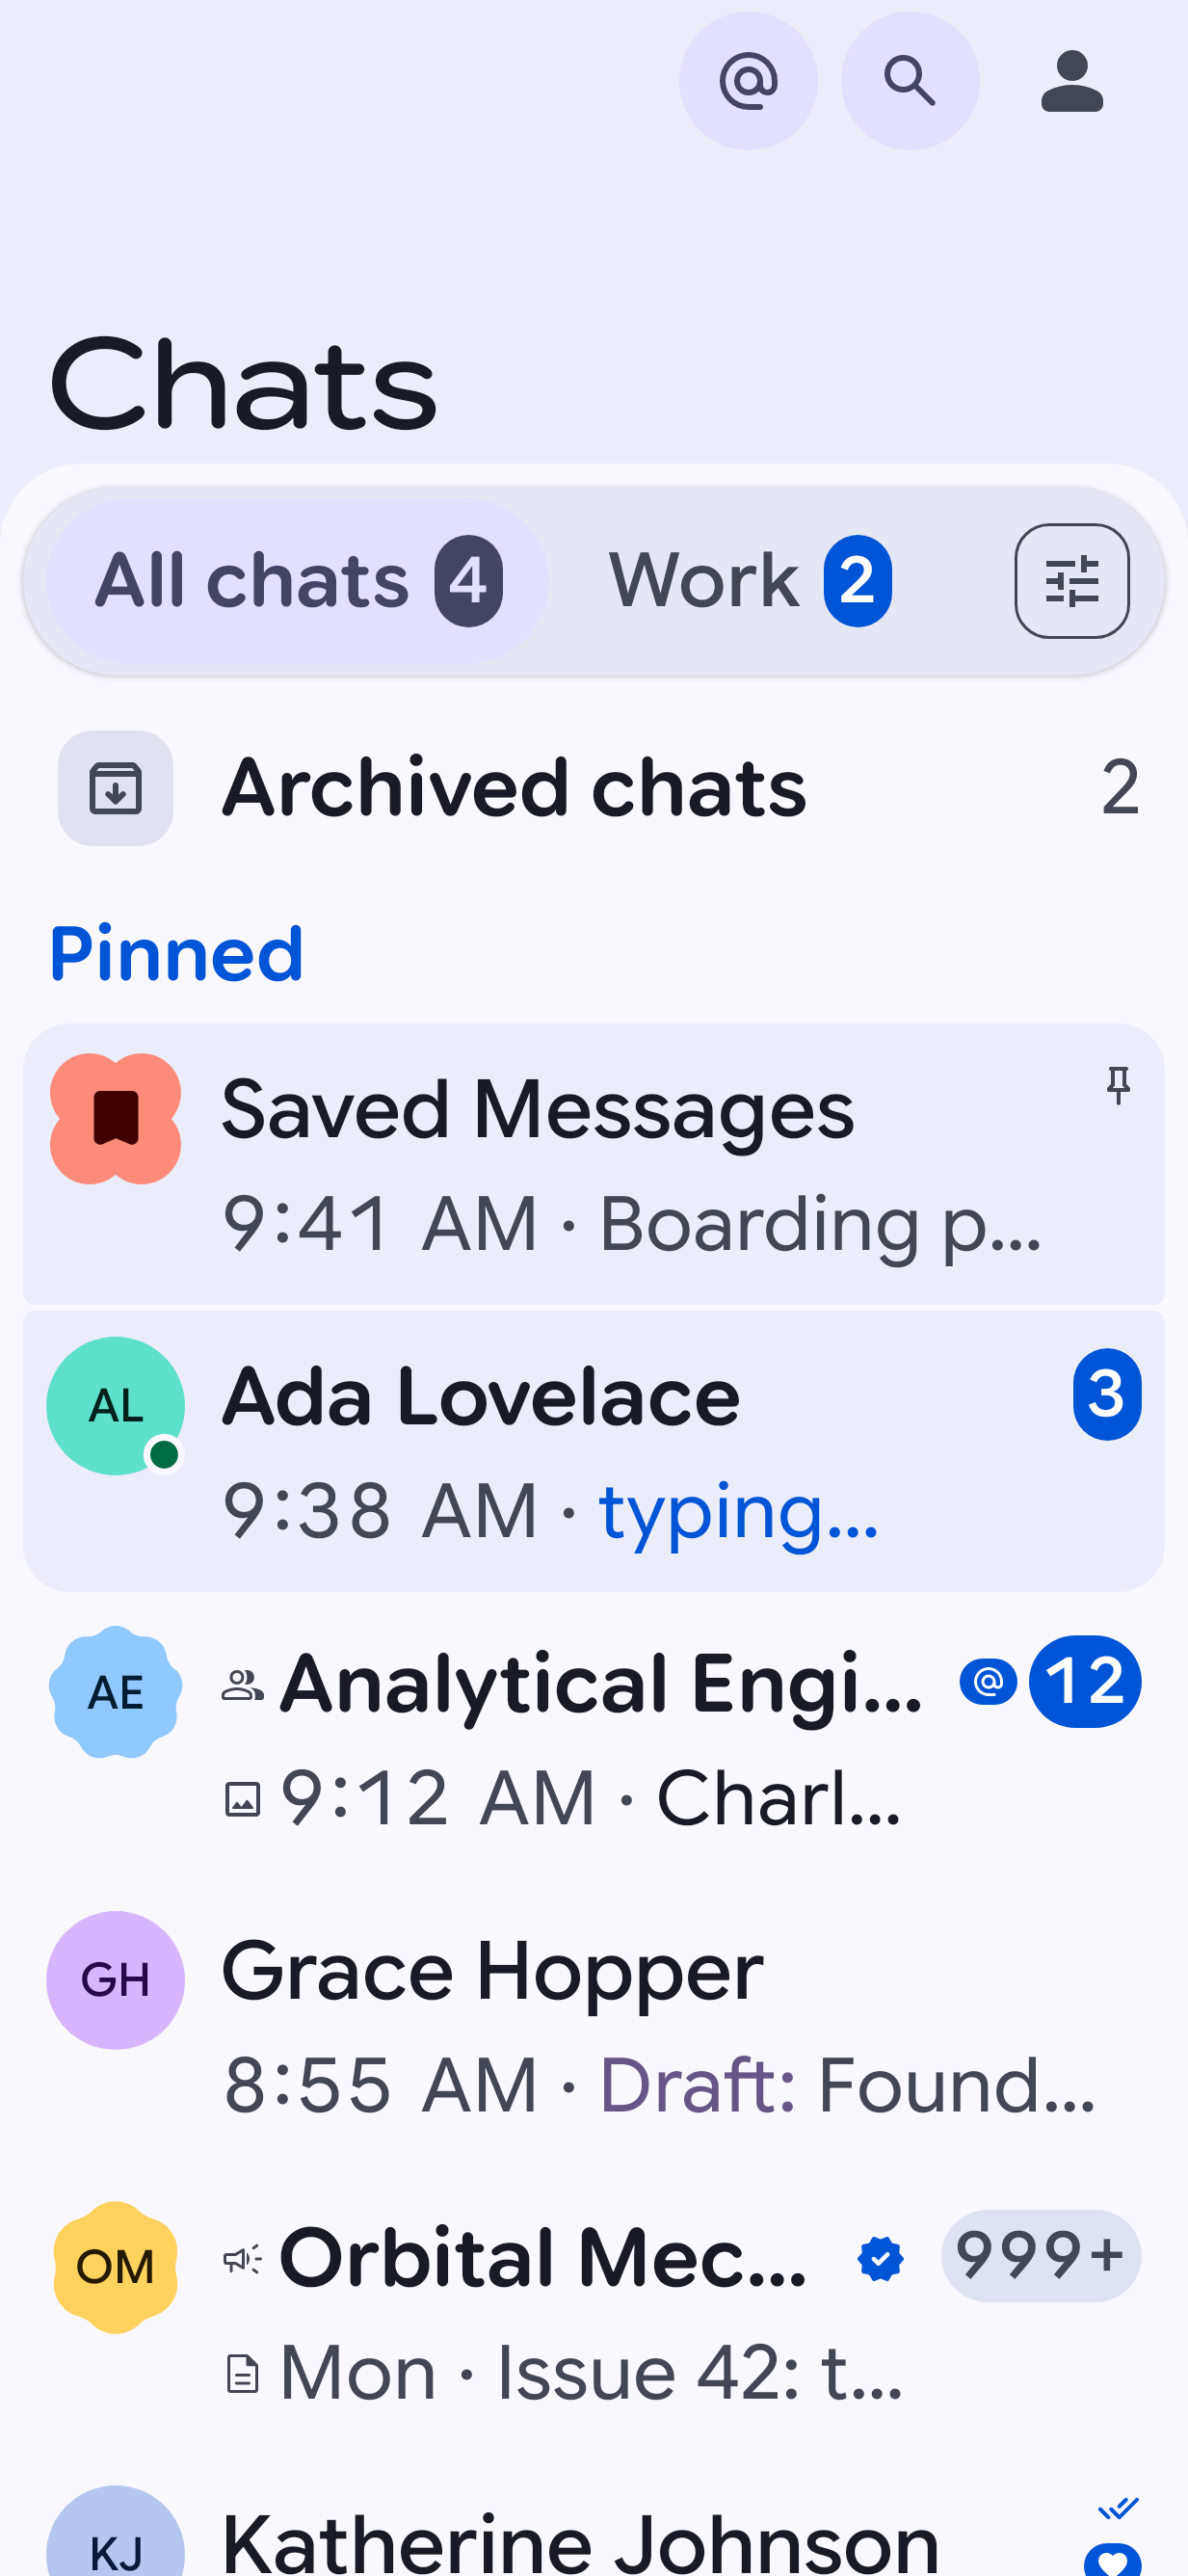 Chats
All chats 4 Work 2
Archived chats 2
Pinned
Saved Messages
9:41 AM · Boarding p...
AL Ada Lovelace 3
9:38 AM · typing...
AE Analytical Engi... @ 12
9:12 AM · Charl...
GH Grace Hopper
8:55 AM · Draft: Found...
OM Orbital Mec... 999+
Mon · Issue 42: t...
KJ Katherine Johnson